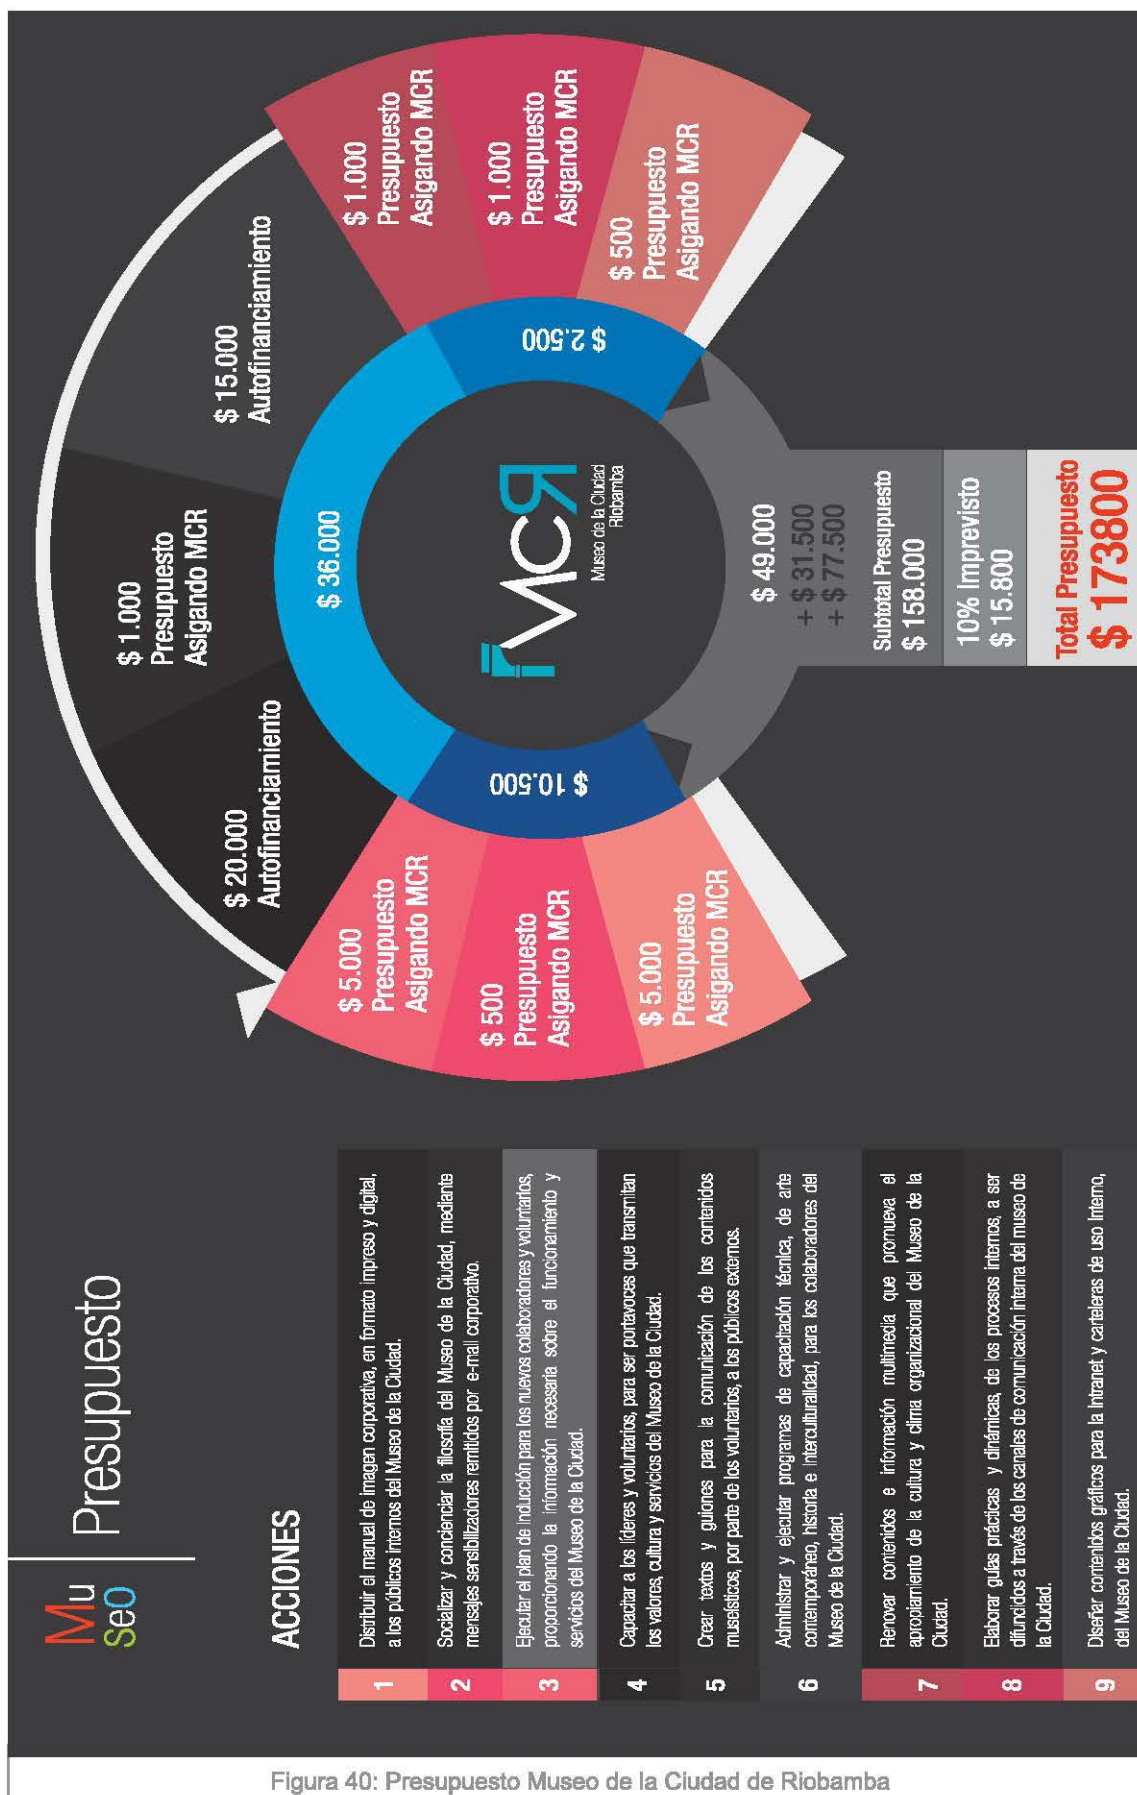 Mu
seo
Presupuesto
ACCIONES
1
Distribuir el manual de imagen corporativa, en formato impreso y digital,
a los públicos internos del Museo de la Ciudad.
2
Socializar y concienciar la filosofía del Museo de la Ciudad, mediante
mensajes sensibilizadores remitidos por e-mail corporativo.
3
Ejecutar el plan de inducción para los nuevos colaboradores y voluntarios,
proporcionando la información necesaria sobre el funcionamiento y
servicios del Museo de la Ciudad.
4
Capacitar a los líderes y voluntarios, para ser portavoces que transmitan
los valores, cultura y servicios del Museo de la Ciudad.
5
Crear textos y guiones para la comunicación de los contenidos
museísticos, por parte de los voluntarios, a los públicos externos.
6
Administrar y ejecutar programas de capacitación técnica, de arte
contemporáneo, historia e interculturalidad, para los colaboradores del
Museo de la Ciudad.
7
Renovar contenidos e información multimedia que promueva el
apropiamiento de la cultura y clima organizacional del Museo de la
Ciudad.
8
Elaborar guías prácticas y dinámicas, de los procesos internos, a ser
difundidos a través de los canales de comunicación interna del museo de
la Ciudad.
9
Diseñar contenidos gráficos para la Intranet y carteleras de uso Interno,
del Museo de la Ciudad.
$ 5.000
Presupuesto
Asigando MCR
$ 500
Presupuesto
Asigando MCR
$ 5.000
Presupuesto
Asigando MCR
$ 20.000
Autofinanciamiento
$ 1.000
Presupuesto
Asigando MCR
$ 15.000
Autofinanciamiento
$ 1.000
Presupuesto
Asigando MCR
$ 1.000
Presupuesto
Asigando MCR
$ 500
Presupuesto
Asigando MCR
$ 10.500
$ 36.000
$ 2.500
MCR
Museo de la Ciudad
Riobamba
$ 49.000
+ $ 31.500
+ $ 77.500
Subtotal Presupuesto
$ 158.000
10% Imprevisto
$ 15.800
Total Presupuesto
$ 173800
Figura 40: Presupuesto Museo de la Ciudad de Riobamba